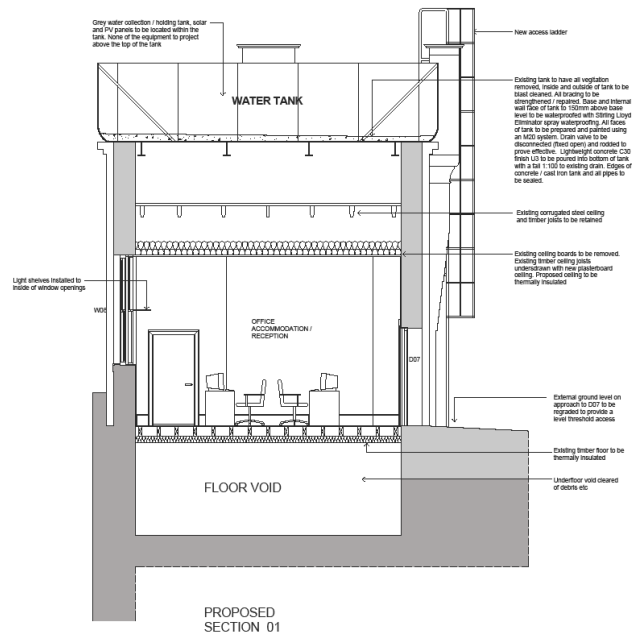 Grey water collection / holding tank, solar
and PV panels to be located within the
tank. None of the equipment to project
above the top of the tank
New access ladder
WATER TANK
Existing tank to have all vegitation
removed, inside and outside of tank to be
blast cleaned. All bracing to be
strengthened / repaired. Base and internal
wall face of tank to 150mm above base
level to be waterproofed with Stirling Lloyd
Eliminator spray waterproofing. All faces
of tank to be prepared and painted using
an M20 system. Drain valve to be
disconnected (fixed open) and rodded to
prove effective. Lightweight concrete C30
finish U3 to be poured into bottom of tank
with a fall 1:100 to existing drain. Edges of
concrete / cast iron tank and all pipes to
be sealed.
Existing corrugated steel ceiling
and timber joists to be retained
Existing ceiling boards to be removed.
Existing timber ceiling joists
undersdrawn with new plasterboard
ceiling. Proposed ceiling to be
thermally insulated
Light shelves installed to
inside of window openings
W08
OFFICE
ACCOMMODATION /
RECEPTION
D07
External ground level on
approach to D07 to be
regraded to provide a
level threshold access
Existing timber floor to be
thermally insulated
FLOOR VOID
Underfloor void cleared
of debris etc
PROPOSED
SECTION 01